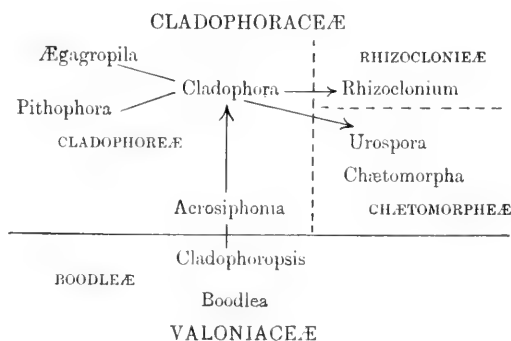 CLADOPHORACEÆ
Ægagropila
RHIZOCLONIEÆ
Cladophora
Rhizoclonium
Pithophora
CLADOPHOREÆ
Urospora
Chætomorpha
Acrosiphonia
CHÆTOMORPHEÆ
Cladophoropsis
BOODLEÆ
Boodlea
VALONIACEÆ